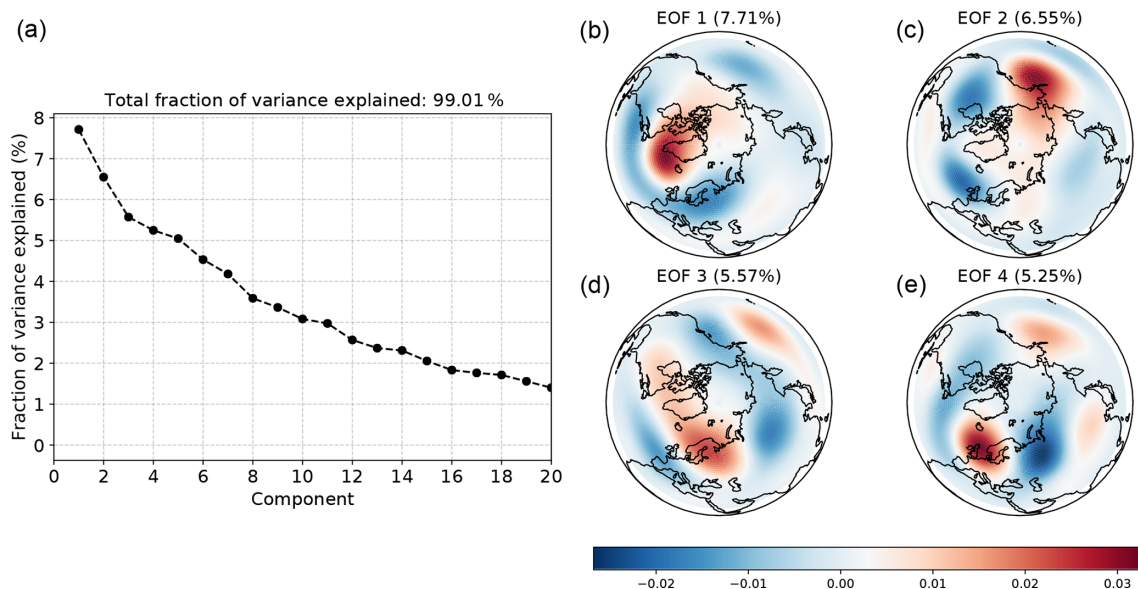 (a)
Total fraction of variance explained: 99.01 %
Fraction of variance explained (%)
8
7
6
5
4
3
2
1
0
0 2 4 6 8 10 12 14 16 18 20
Component
(b)
EOF 1 (7.71%)
(c)
EOF 2 (6.55%)
(d)
EOF 3 (5.57%)
(e)
EOF 4 (5.25%)
−0.02 −0.01 0.00 0.01 0.02 0.03